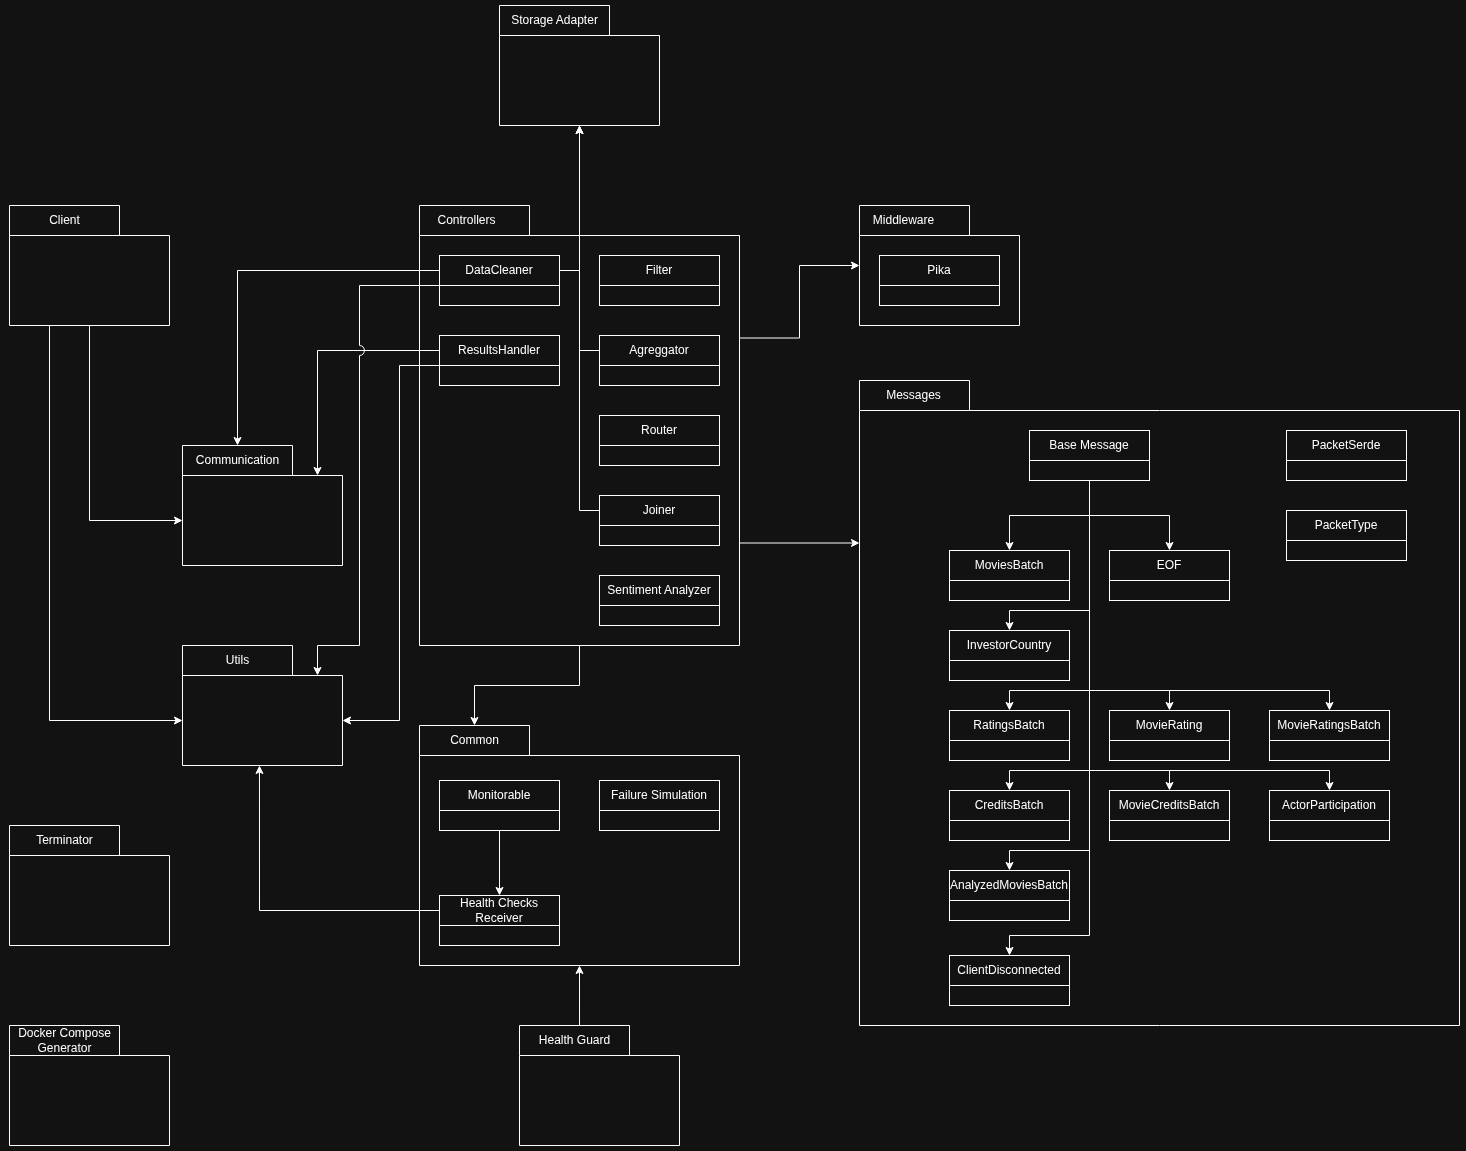 Storage Adapter
Client
Controllers
Middleware
DataCleaner
Filter
Pika
ResultsHandler
Agreggator
Messages
Router
Base Message
PacketSerde
Communication
Joiner
PacketType
MoviesBatch
EOF
Sentiment Analyzer
InvestorCountry
Utils
RatingsBatch
MovieRating
MovieRatingsBatch
Common
Monitorable
Failure Simulation
CreditsBatch
MovieCreditsBatch
ActorParticipation
Terminator
AnalyzedMoviesBatch
Health Checks
Receiver
ClientDisconnected
Docker Compose
Generator
Health Guard